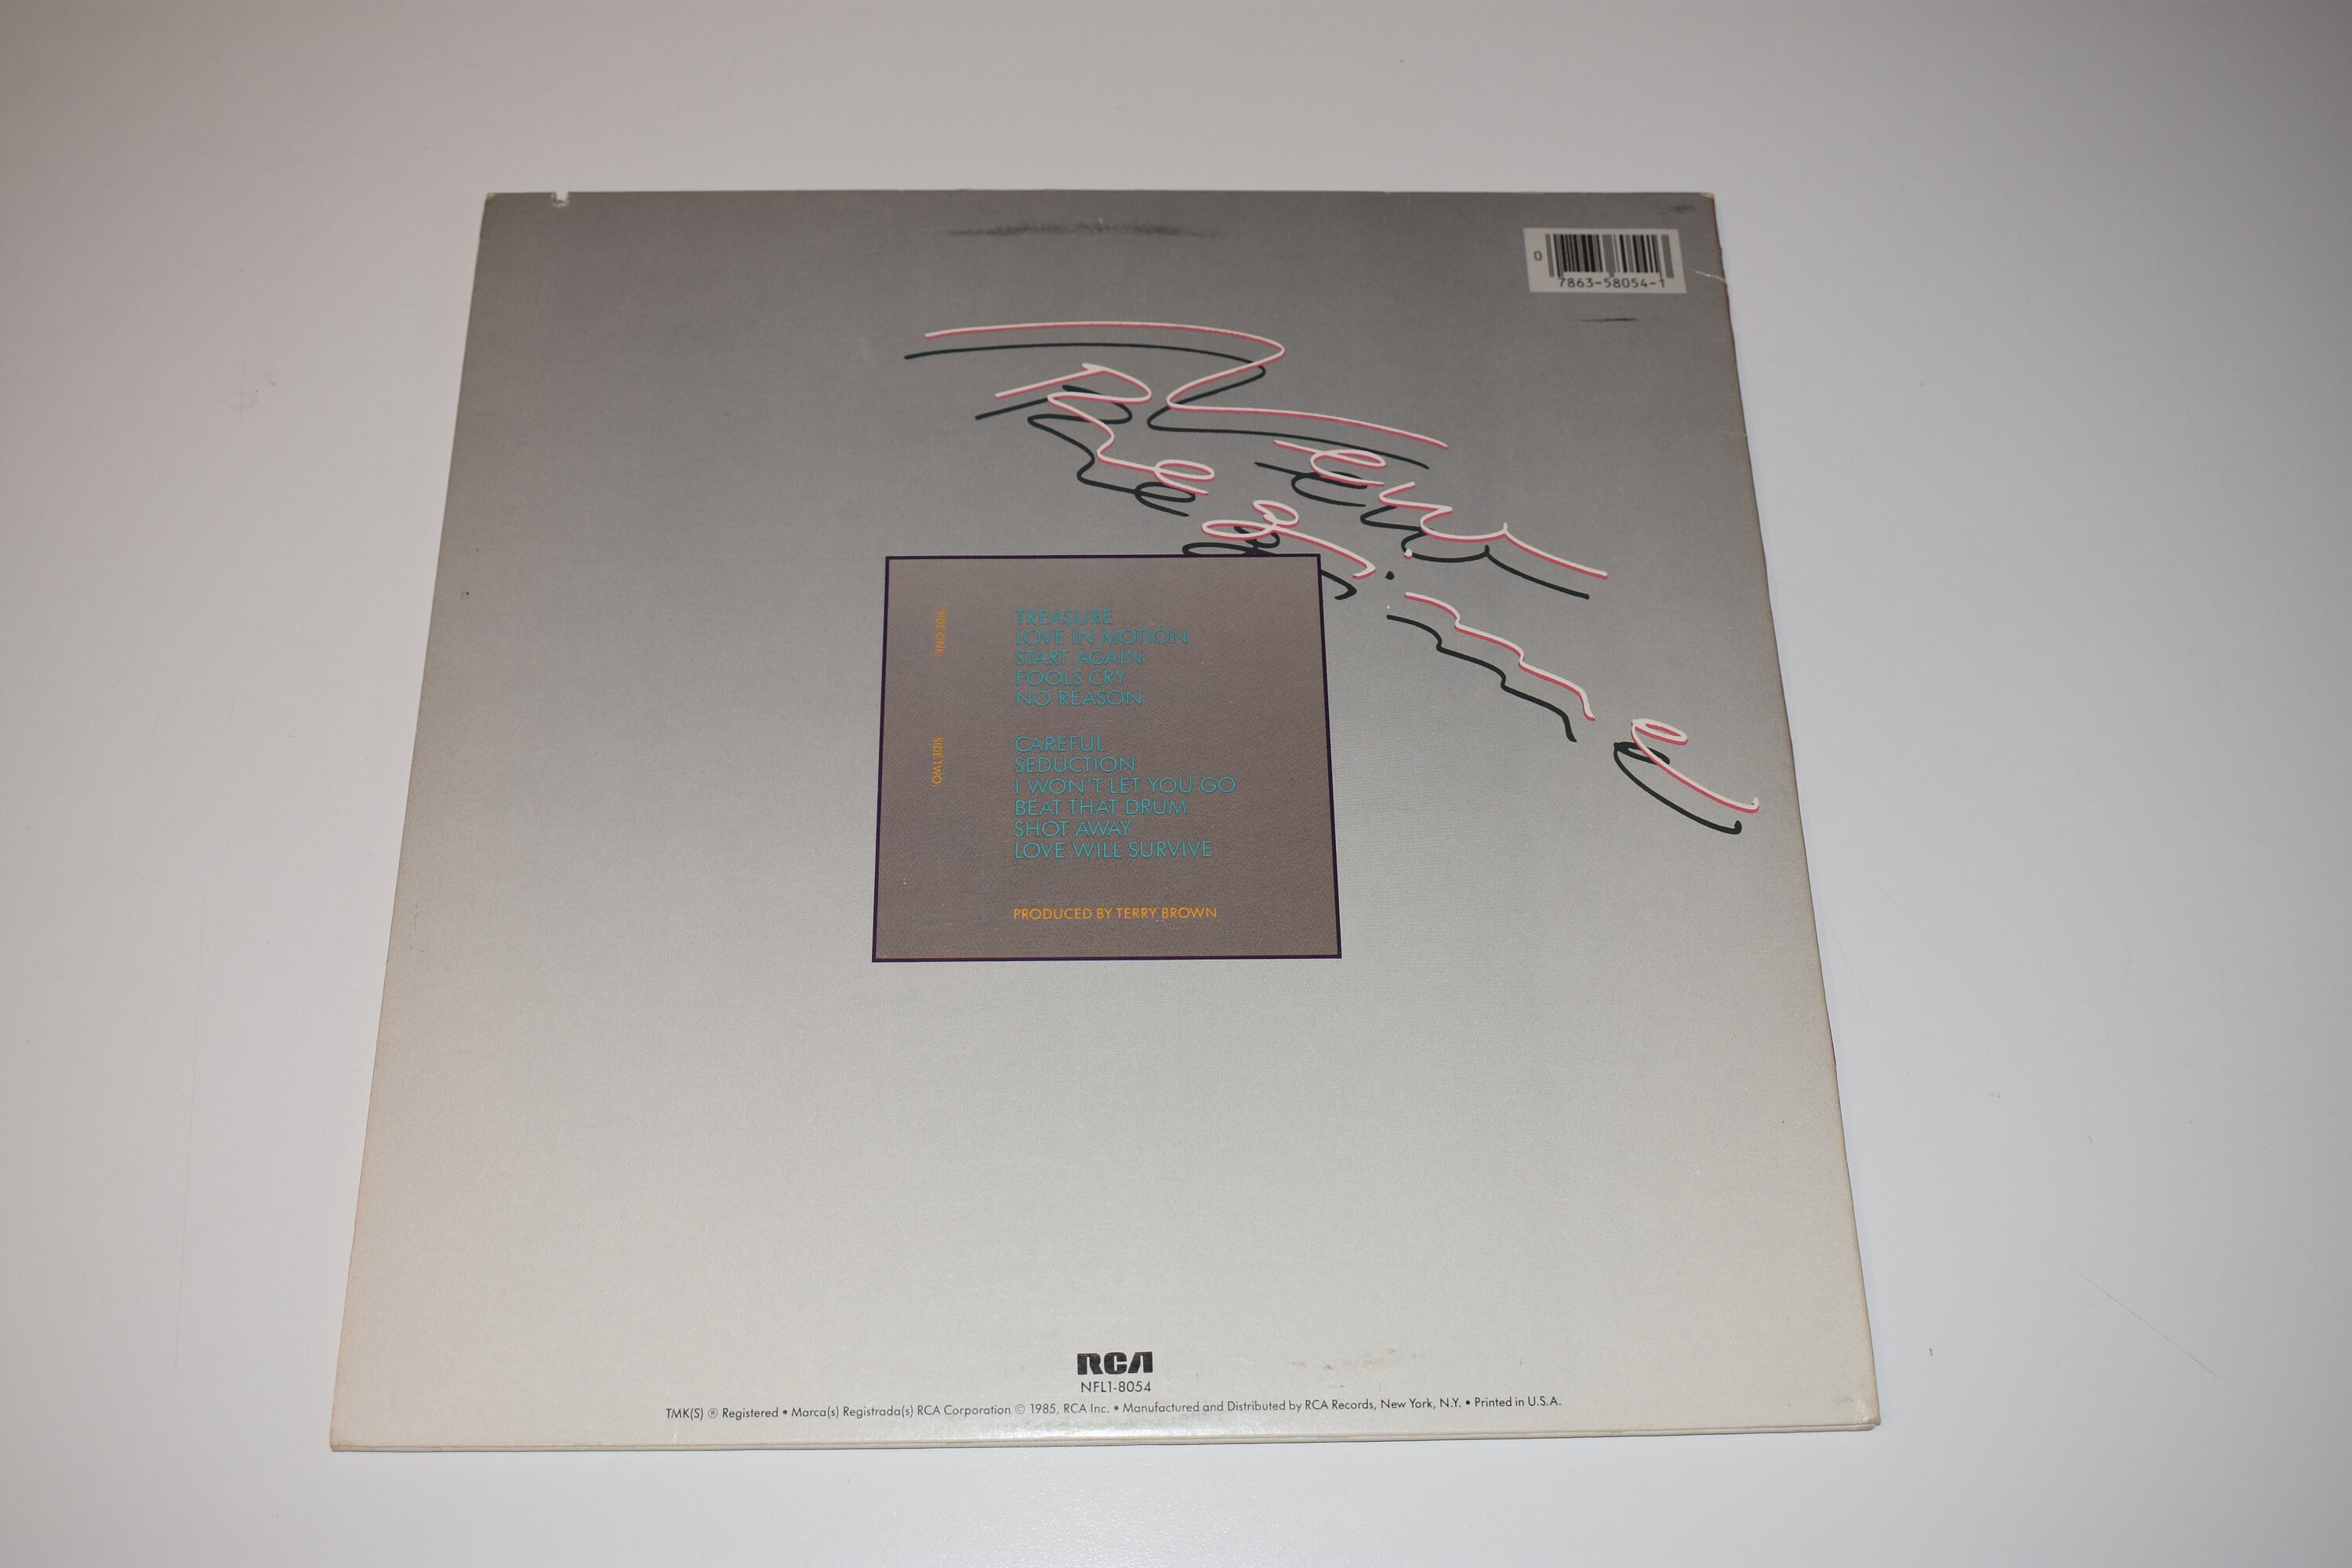 0
7863-58054-1
New
Regime
SIDE ONE:
TREASURE
LOVE IN MOTION
START AGAIN
FOOLS CRY
NO REASON
SIDE TWO:
CAREFUL
SEDUCTION
I WON'T LET YOU GO
BEAT THAT DRUM
SHOT AWAY
LOVE WILL SURVIVE
PRODUCED BY TERRY BROWN
RCA
NFL1-8054
TMK(S) ® Registered • Marca(s) Registrada(s) RCA Corporation © 1985, RCA Inc. • Manufactured and Distributed by RCA Records, New York, N.Y. • Printed in U.S.A.